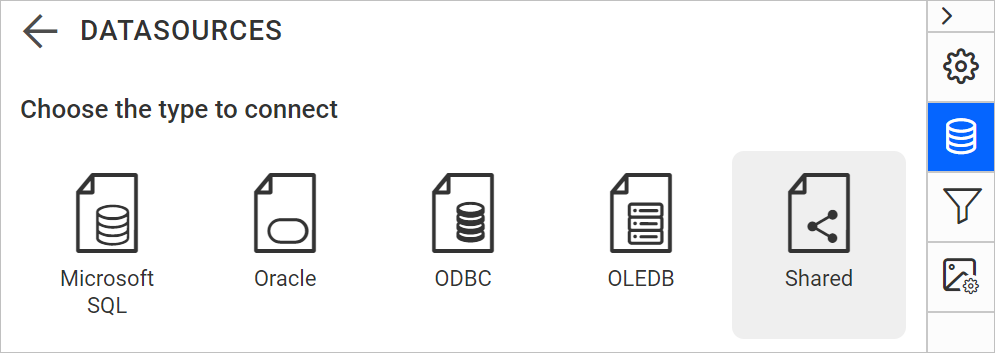 DATASOURCES
Choose the type to connect
Microsoft
SQL
Oracle
ODBC
OLEDB
Shared